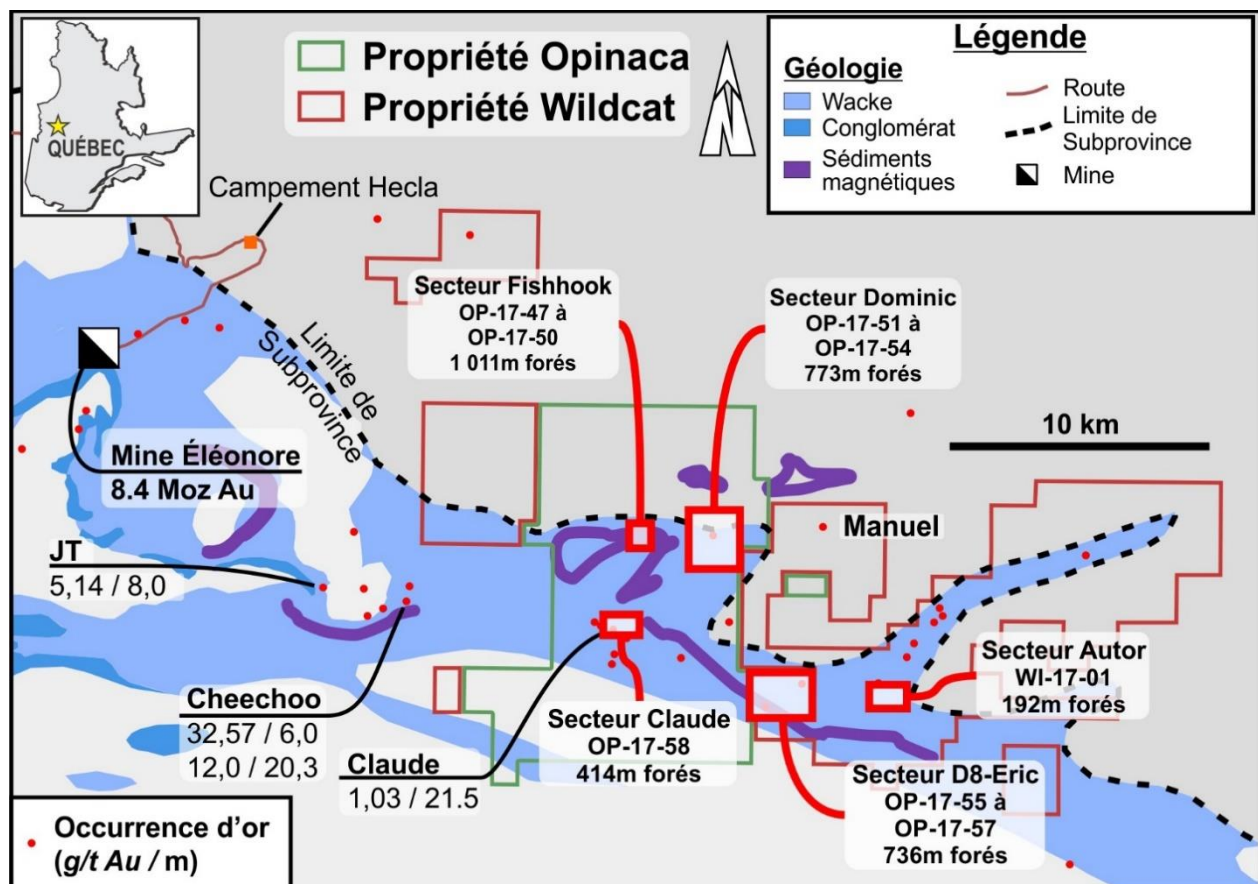 QUÉBEC
Propriété Opinaca
Propriété Wildcat
N
Légende
Géologie
Wacke
Conglomérat
Sédiments
magnétiques
Route
Limite de
Subprovince
Mine
Campement Hecla
Limite de
Subprovince
Secteur Fishhook
OP-17-47 à
OP-17-50
1 011m forés
Secteur Dominic
OP-17-51 à
OP-17-54
773m forés
10 km
Mine Éléonore
8.4 Moz Au
Manuel
JT
5,14 / 8,0
Cheechoo
32,57 / 6,0
12,0 / 20,3
Claude
1,03 / 21.5
Secteur Claude
OP-17-58
414m forés
Secteur Autor
WI-17-01
192m forés
Secteur D8-Eric
OP-17-55 à
OP-17-57
736m forés
Occurrence d'or
(g/t Au / m)